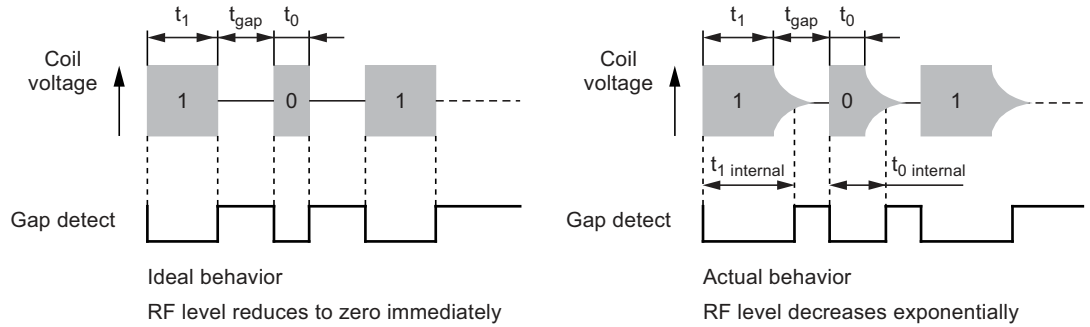 t1 tgap t0
Coil voltage
1 0 1
Gap detect
Ideal behavior
RF level reduces to zero immediately
t1 tgap t0
Coil voltage
1 0 1
t1 internal t0 internal
Gap detect
Actual behavior
RF level decreases exponentially